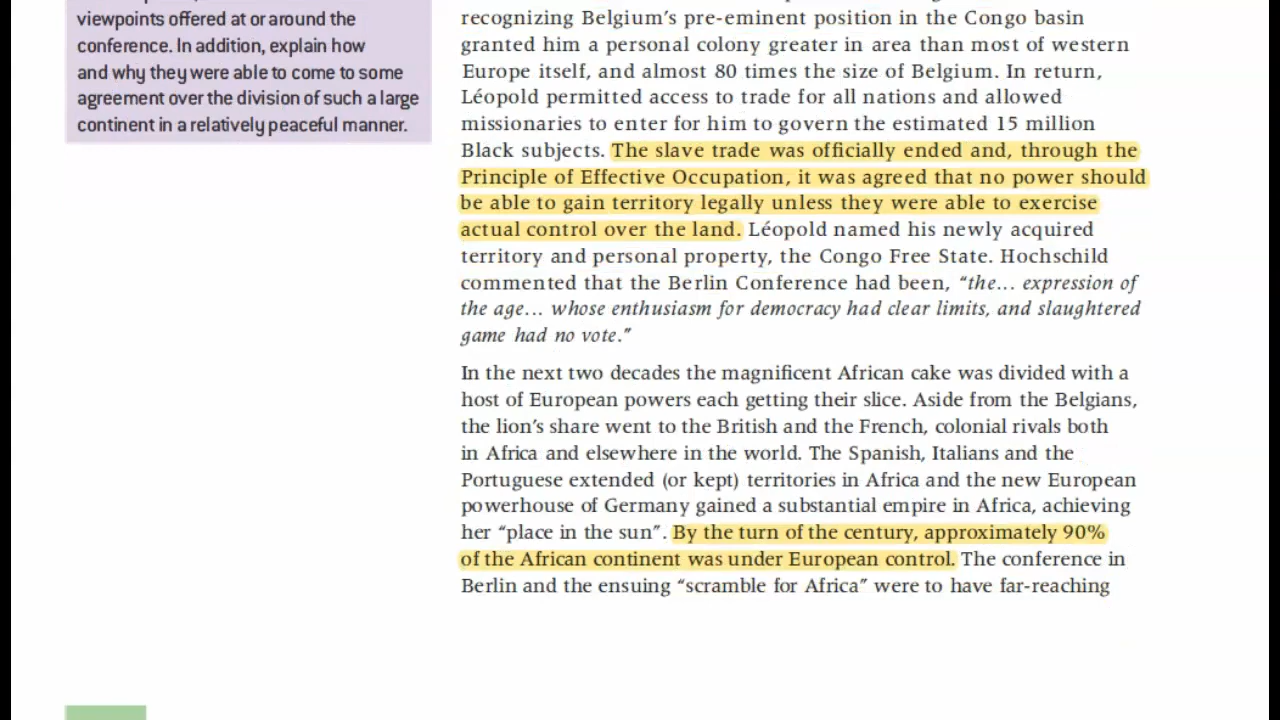 viewpoints offered at or around the
conference. In addition, explain how
and why they were able to come to some
agreement over the division of such a large
continent in a relatively peaceful manner.
recognizing Belgium's pre-eminent position in the Congo basin
granted him a personal colony greater in area than most of western
Europe itself, and almost 80 times the size of Belgium. In return,
Léopold permitted access to trade for all nations and allowed
missionaries to enter for him to govern the estimated 15 million
Black subjects. The slave trade was officially ended and, through the
Principle of Effective Occupation, it was agreed that no power should
be able to gain territory legally unless they were able to exercise
actual control over the land. Léopold named his newly acquired
territory and personal property, the Congo Free State. Hochschild
commented that the Berlin Conference had been, “the... expression of
the age... whose enthusiasm for democracy had clear limits, and slaughtered
game had no vote.”
In the next two decades the magnificent African cake was divided with a
host of European powers each getting their slice. Aside from the Belgians,
the lion's share went to the British and the French, colonial rivals both
in Africa and elsewhere in the world. The Spanish, Italians and the
Portuguese extended (or kept) territories in Africa and the new European
powerhouse of Germany gained a substantial empire in Africa, achieving
her “place in the sun”. By the turn of the century, approximately 90%
of the African continent was under European control. The conference in
Berlin and the ensuing “scramble for Africa” were to have far-reaching